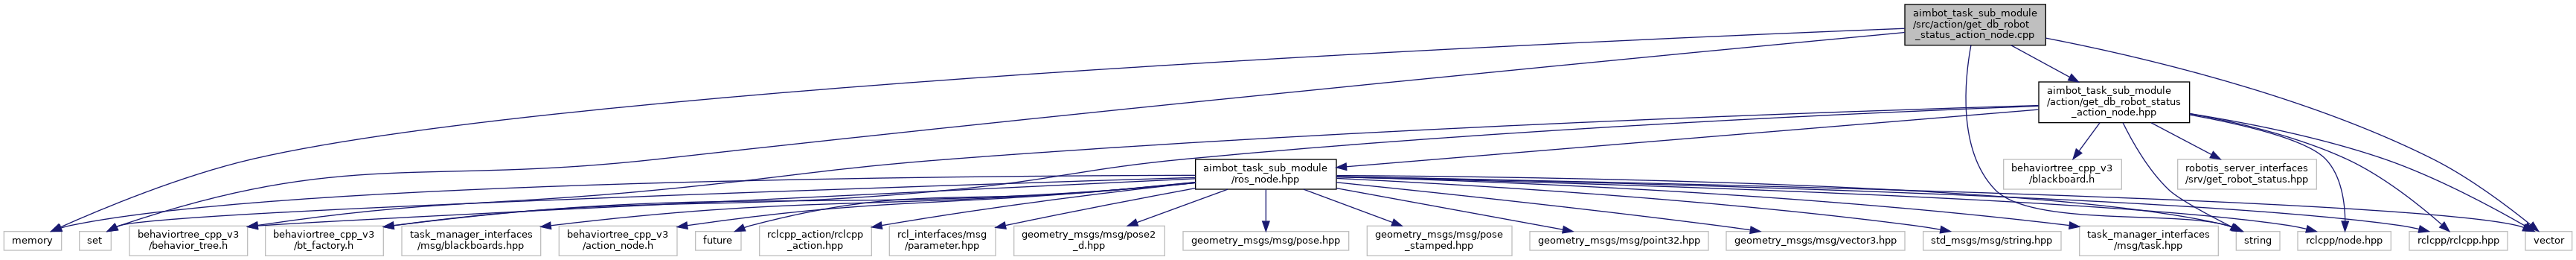 aimbot_task_sub_module
/src/action/get_db_robot
_status_action_node.cpp
aimbot_task_sub_module
/action/get_db_robot_status
_action_node.hpp
aimbot_task_sub_module
/ros_node.hpp
behaviortree_cpp_v3
/blackboard.h
robotis_server_interfaces
/srv/get_robot_status.hpp
memory
set
behaviortree_cpp_v3
/behavior_tree.h
behaviortree_cpp_v3
/bt_factory.h
task_manager_interfaces
/msg/blackboards.hpp
behaviortree_cpp_v3
/action_node.h
future
rclcpp_action/rclcpp
_action.hpp
rcl_interfaces/msg
/parameter.hpp
geometry_msgs/msg/pose2
_d.hpp
geometry_msgs/msg/pose.hpp
geometry_msgs/msg/pose
_stamped.hpp
geometry_msgs/msg/point32.hpp
geometry_msgs/msg/vector3.hpp
std_msgs/msg/string.hpp
task_manager_interfaces
/msg/task.hpp
string
rclcpp/node.hpp
rclcpp/rclcpp.hpp
vector